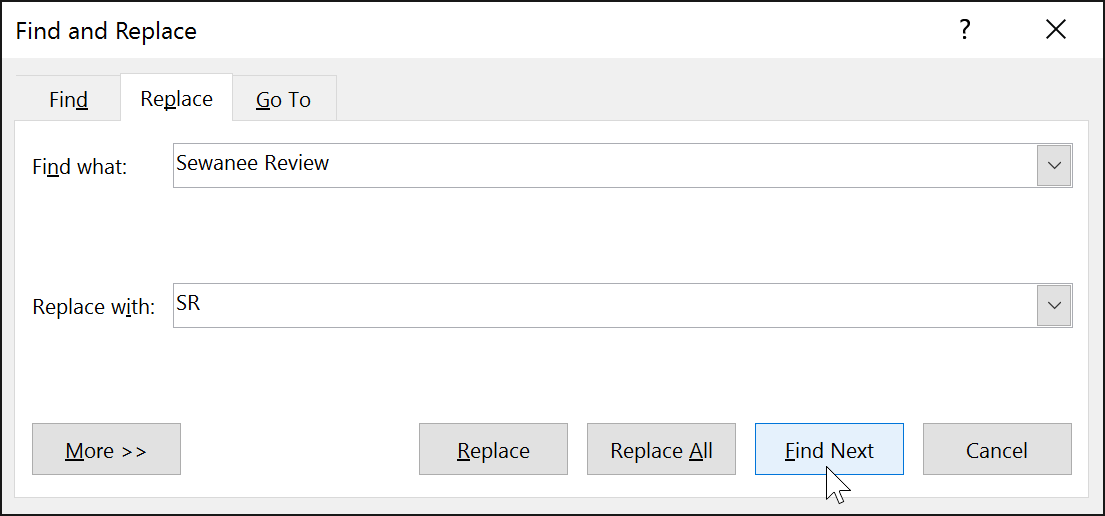 Find and Replace ?
Find Replace Go To
Find what: Sewanee Review
Replace with: SR
More >> Replace Replace All Find Next Cancel